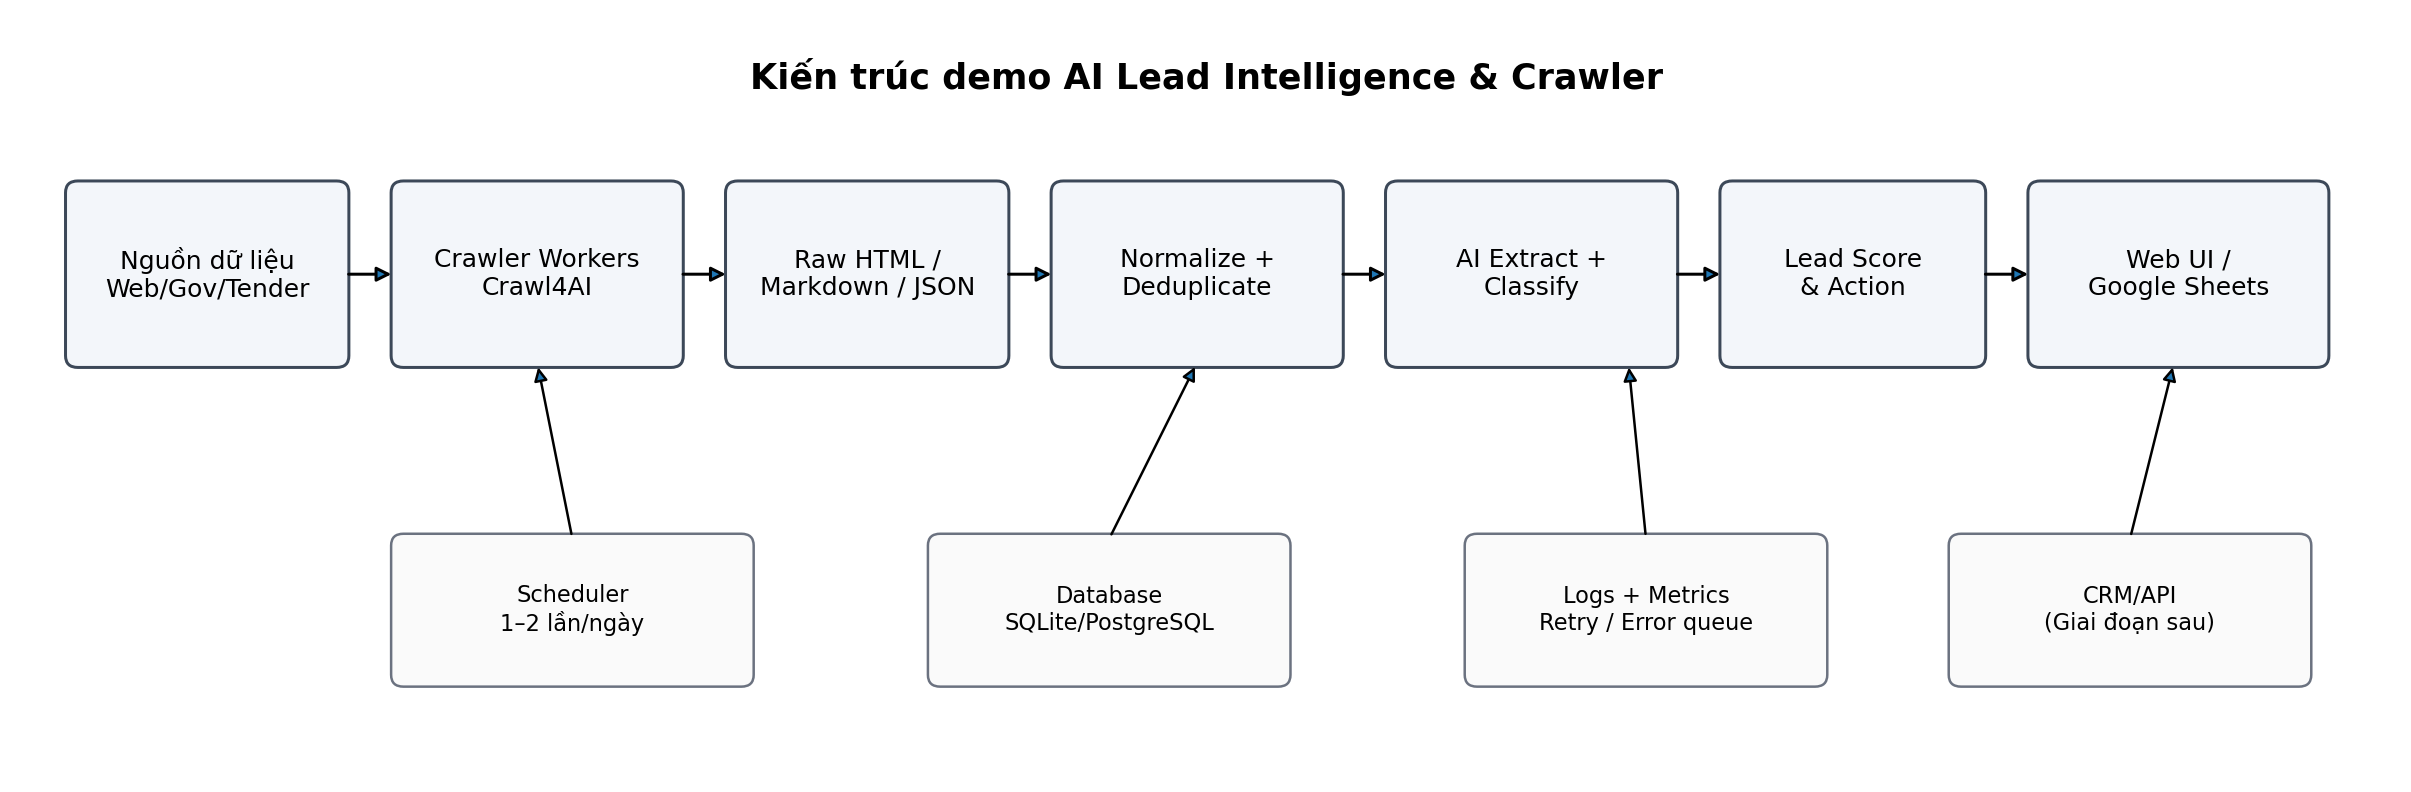 Kiến trúc demo AI Lead Intelligence & Crawler
Nguồn dữ liệu
Web/Gov/Tender
Crawler Workers
Crawl4AI
Raw HTML /
Markdown / JSON
Normalize +
Deduplicate
AI Extract +
Classify
Lead Score
& Action
Web UI /
Google Sheets
Scheduler
1–2 lần/ngày
Database
SQLite/PostgreSQL
Logs + Metrics
Retry / Error queue
CRM/API
(Giai đoạn sau)